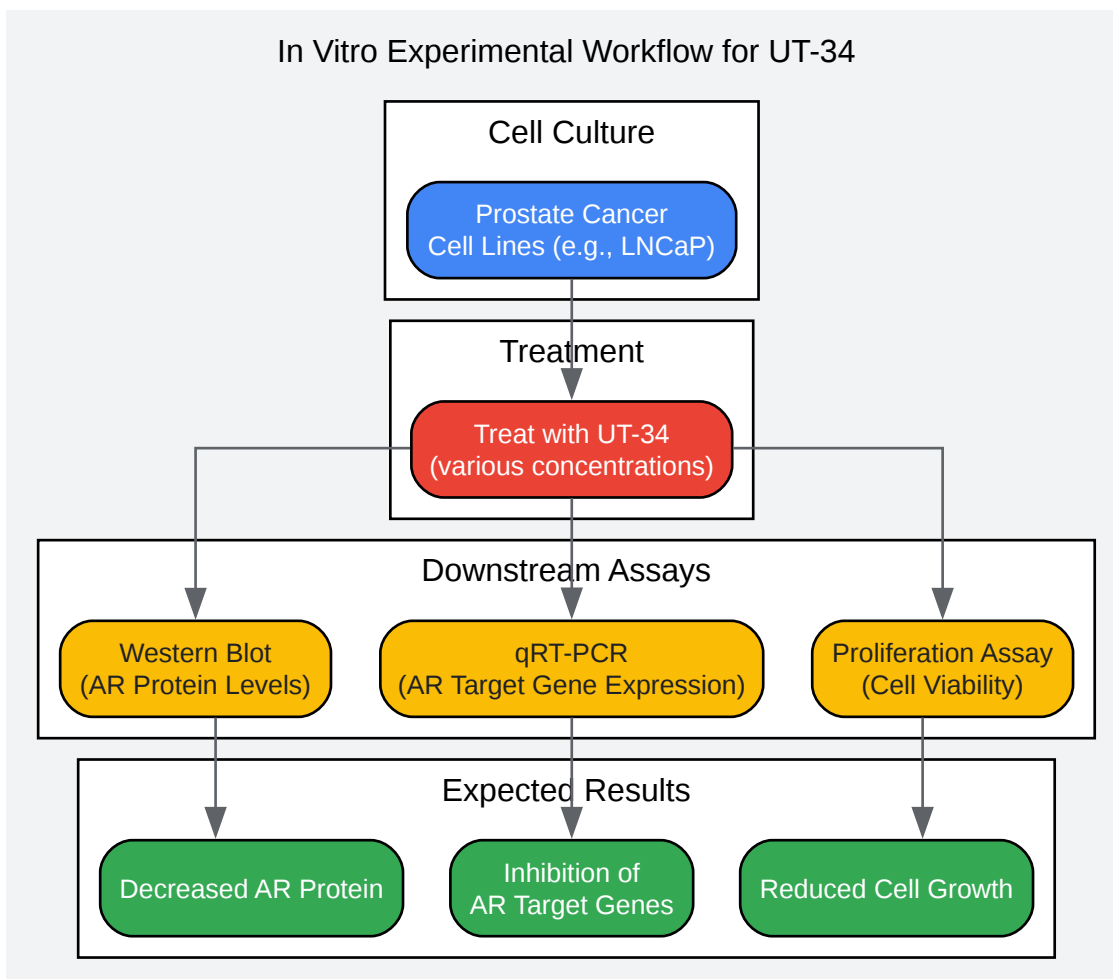 In Vitro Experimental Workflow for UT-34
Cell Culture
Prostate Cancer
Cell Lines (e.g., LNCaP)
Treatment
Treat with UT-34
(various concentrations)
Downstream Assays
Western Blot
(AR Protein Levels)
qRT-PCR
(AR Target Gene Expression)
Proliferation Assay
(Cell Viability)
Expected Results
Decreased AR Protein
Inhibition of
AR Target Genes
Reduced Cell Growth